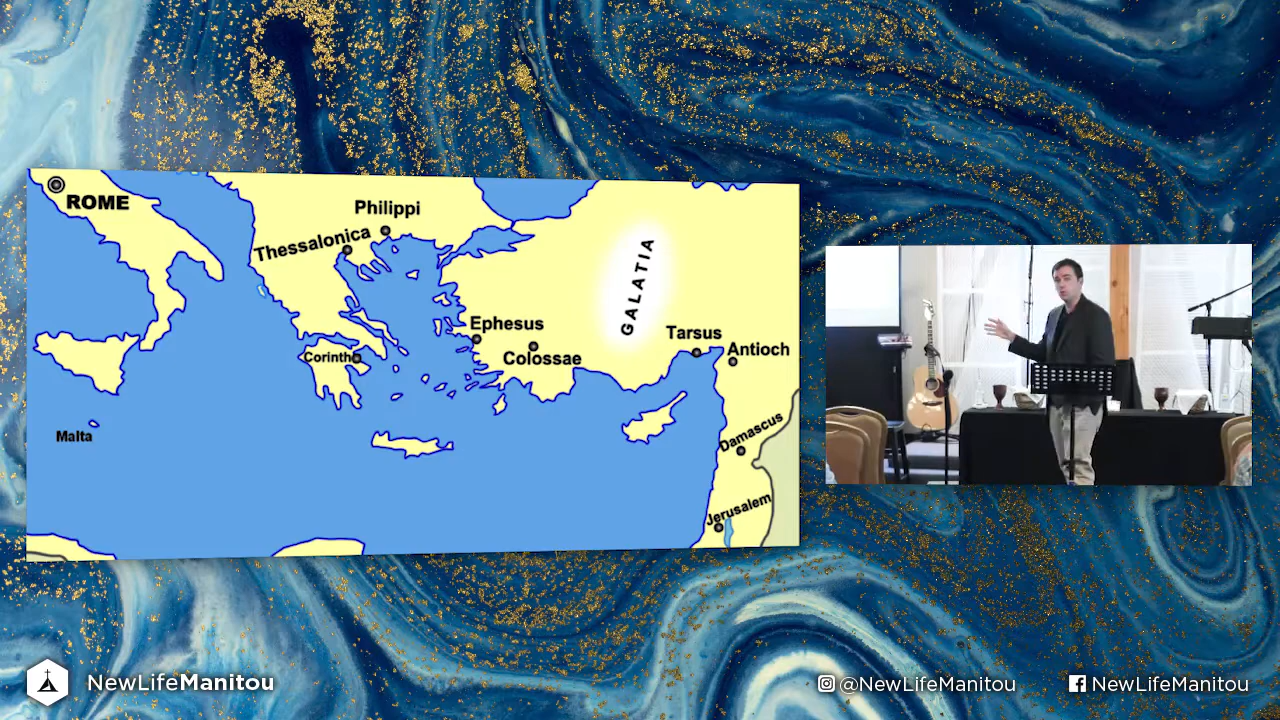 ROME
Philippi
Thessalonica
GALATIA
Ephesus
Tarsus
Corinth
Colossae
Antioch
Malta
Damascus
Jerusalem
NewLifeManitou
@NewLifeManitou
NewLifeManitou